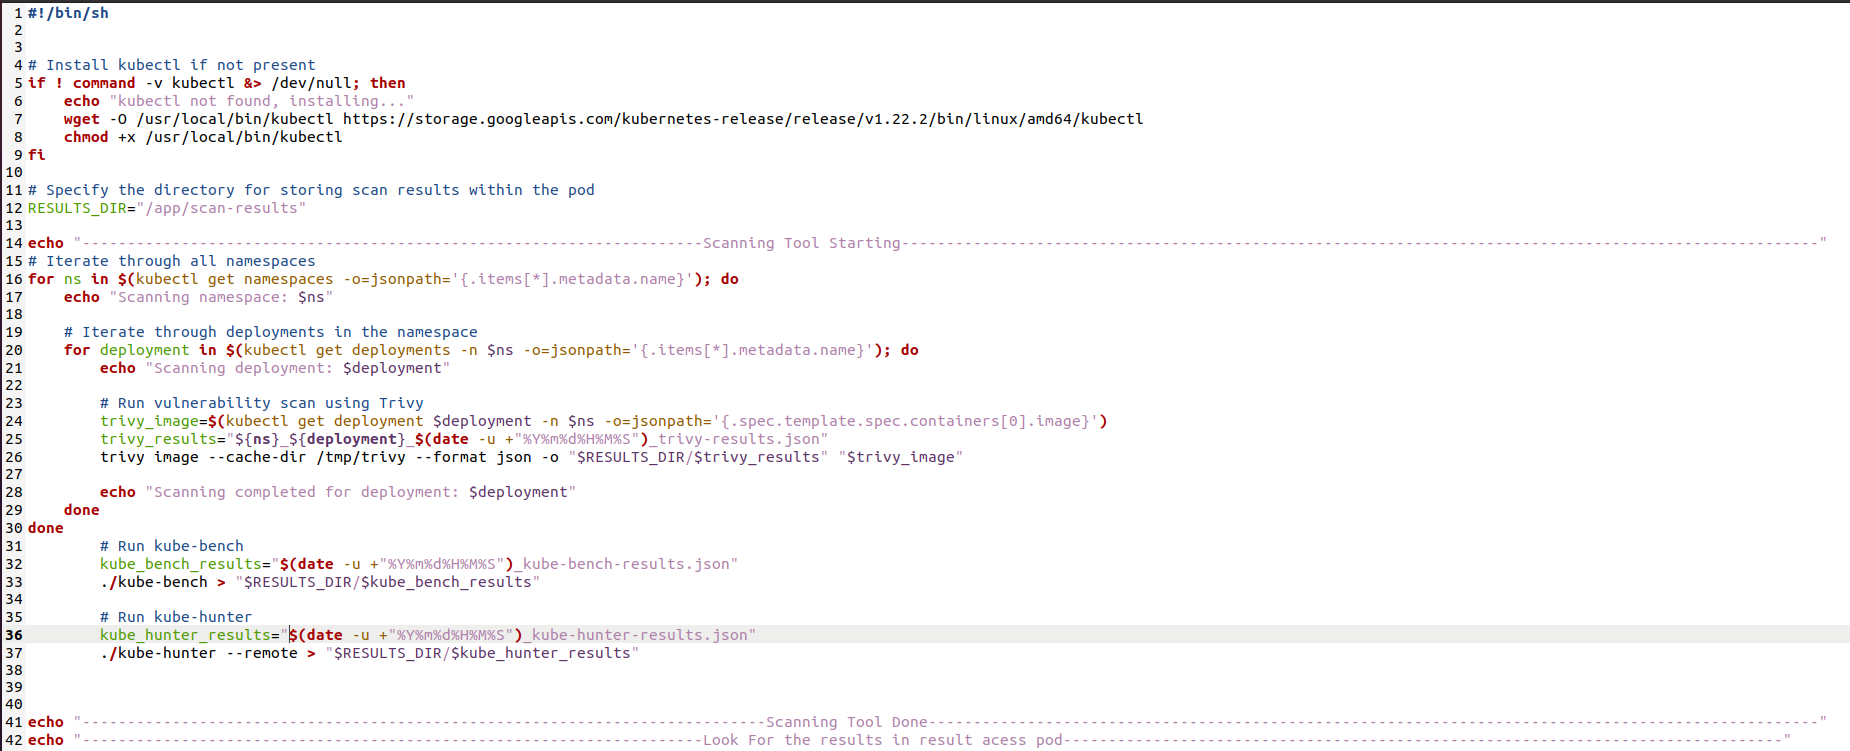 1 #!/bin/sh
2
3
4 # Install kubectl if not present
5 if ! command -v kubectl &> /dev/null; then
6     echo "kubectl not found, installing..."
7     wget -O /usr/local/bin/kubectl https://storage.googleapis.com/kubernetes-release/release/v1.22.2/bin/linux/amd64/kubectl
8     chmod +x /usr/local/bin/kubectl
9 fi
10
11 # Specify the directory for storing scan results within the pod
12 RESULTS_DIR="/app/scan-results"
13
14 echo "---------------------------------------------------------------------Scanning Tool Starting------------------------------------------------------------------------------------------------------"
15 # Iterate through all namespaces
16 for ns in $(kubectl get namespaces -o=jsonpath='{.items[*].metadata.name}'); do
17     echo "Scanning namespace: $ns"
18
19     # Iterate through deployments in the namespace
20     for deployment in $(kubectl get deployments -n $ns -o=jsonpath='{.items[*].metadata.name}'); do
21         echo "Scanning deployment: $deployment"
22
23         # Run vulnerability scan using Trivy
24         trivy_image=$(kubectl get deployment $deployment -n $ns -o=jsonpath='{.spec.template.spec.containers[0].image}')
25         trivy_results="${ns}_${deployment}_$(date -u +"%Y%m%d%H%M%S")_trivy-results.json"
26         trivy image --cache-dir /tmp/trivy --format json -o "$RESULTS_DIR/$trivy_results" "$trivy_image"
27
28         echo "Scanning completed for deployment: $deployment"
29     done
30 done
31         # Run kube-bench
32         kube_bench_results="$(date -u +"%Y%m%d%H%M%S")_kube-bench-results.json"
33         ./kube-bench > "$RESULTS_DIR/$kube_bench_results"
34
35         # Run kube-hunter
36         kube_hunter_results="$(date -u +"%Y%m%d%H%M%S")_kube-hunter-results.json"
37         ./kube-hunter --remote > "$RESULTS_DIR/$kube_hunter_results"
38
39
40
41 echo "----------------------------------------------------------------------------Scanning Tool Done---------------------------------------------------------------------------------------------------"
42 echo "---------------------------------------------------------------------Look For the results in result acess pod--------------------------------------------------------------------------------"